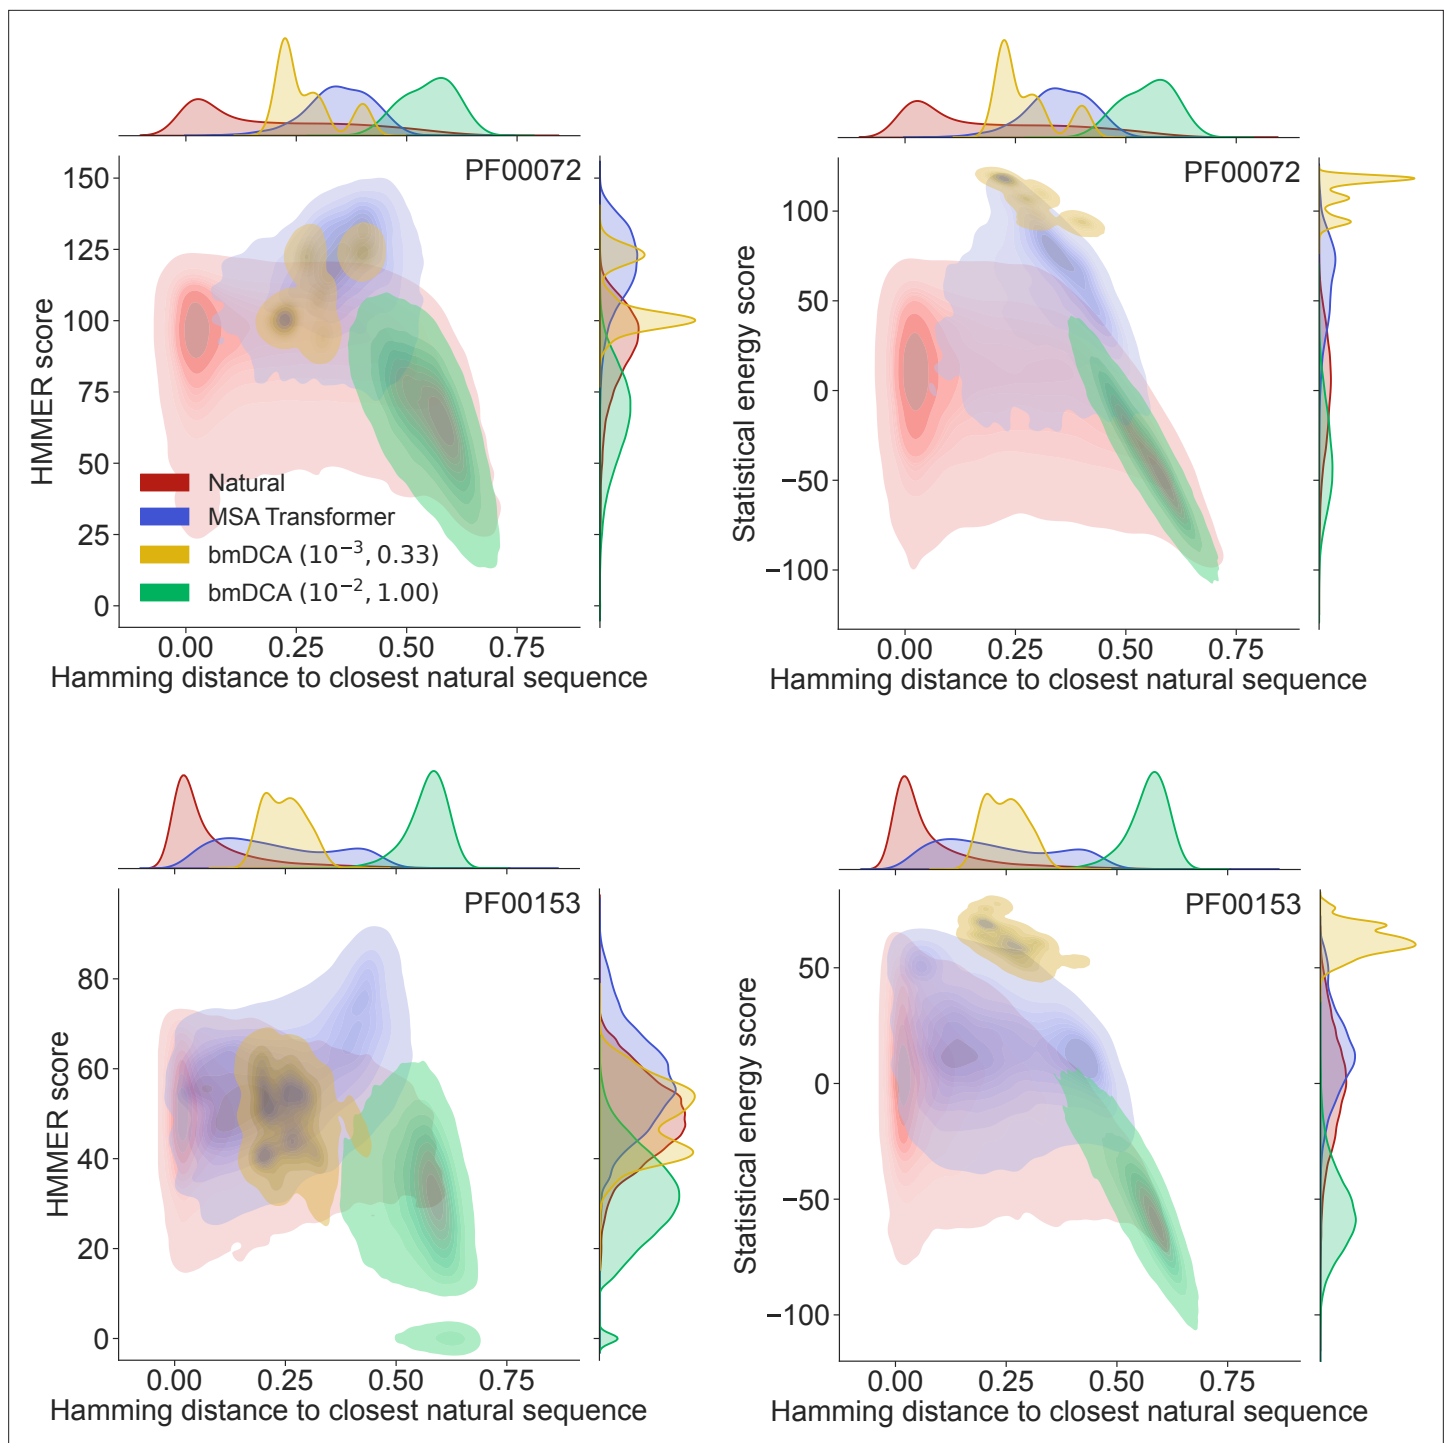 PF00072
HMMER score
150
125
100
75
50
25
0
Natural
MSA Transformer
bmDCA (10⁻³, 0.33)
bmDCA (10⁻², 1.00)
0.00 0.25 0.50 0.75
Hamming distance to closest natural sequence
PF00072
Statistical energy score
100
50
0
−50
−100
0.00 0.25 0.50 0.75
Hamming distance to closest natural sequence
PF00153
HMMER score
80
60
40
20
0
0.00 0.25 0.50 0.75
Hamming distance to closest natural sequence
PF00153
Statistical energy score
50
0
−50
−100
0.00 0.25 0.50 0.75
Hamming distance to closest natural sequence